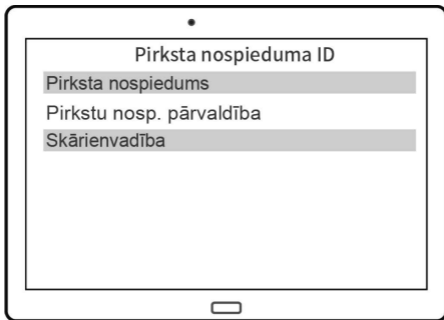 Pirksta nospieduma ID
Pirksta nospiedums
Pirkstu nosp. pārvaldība
Skārienvadība